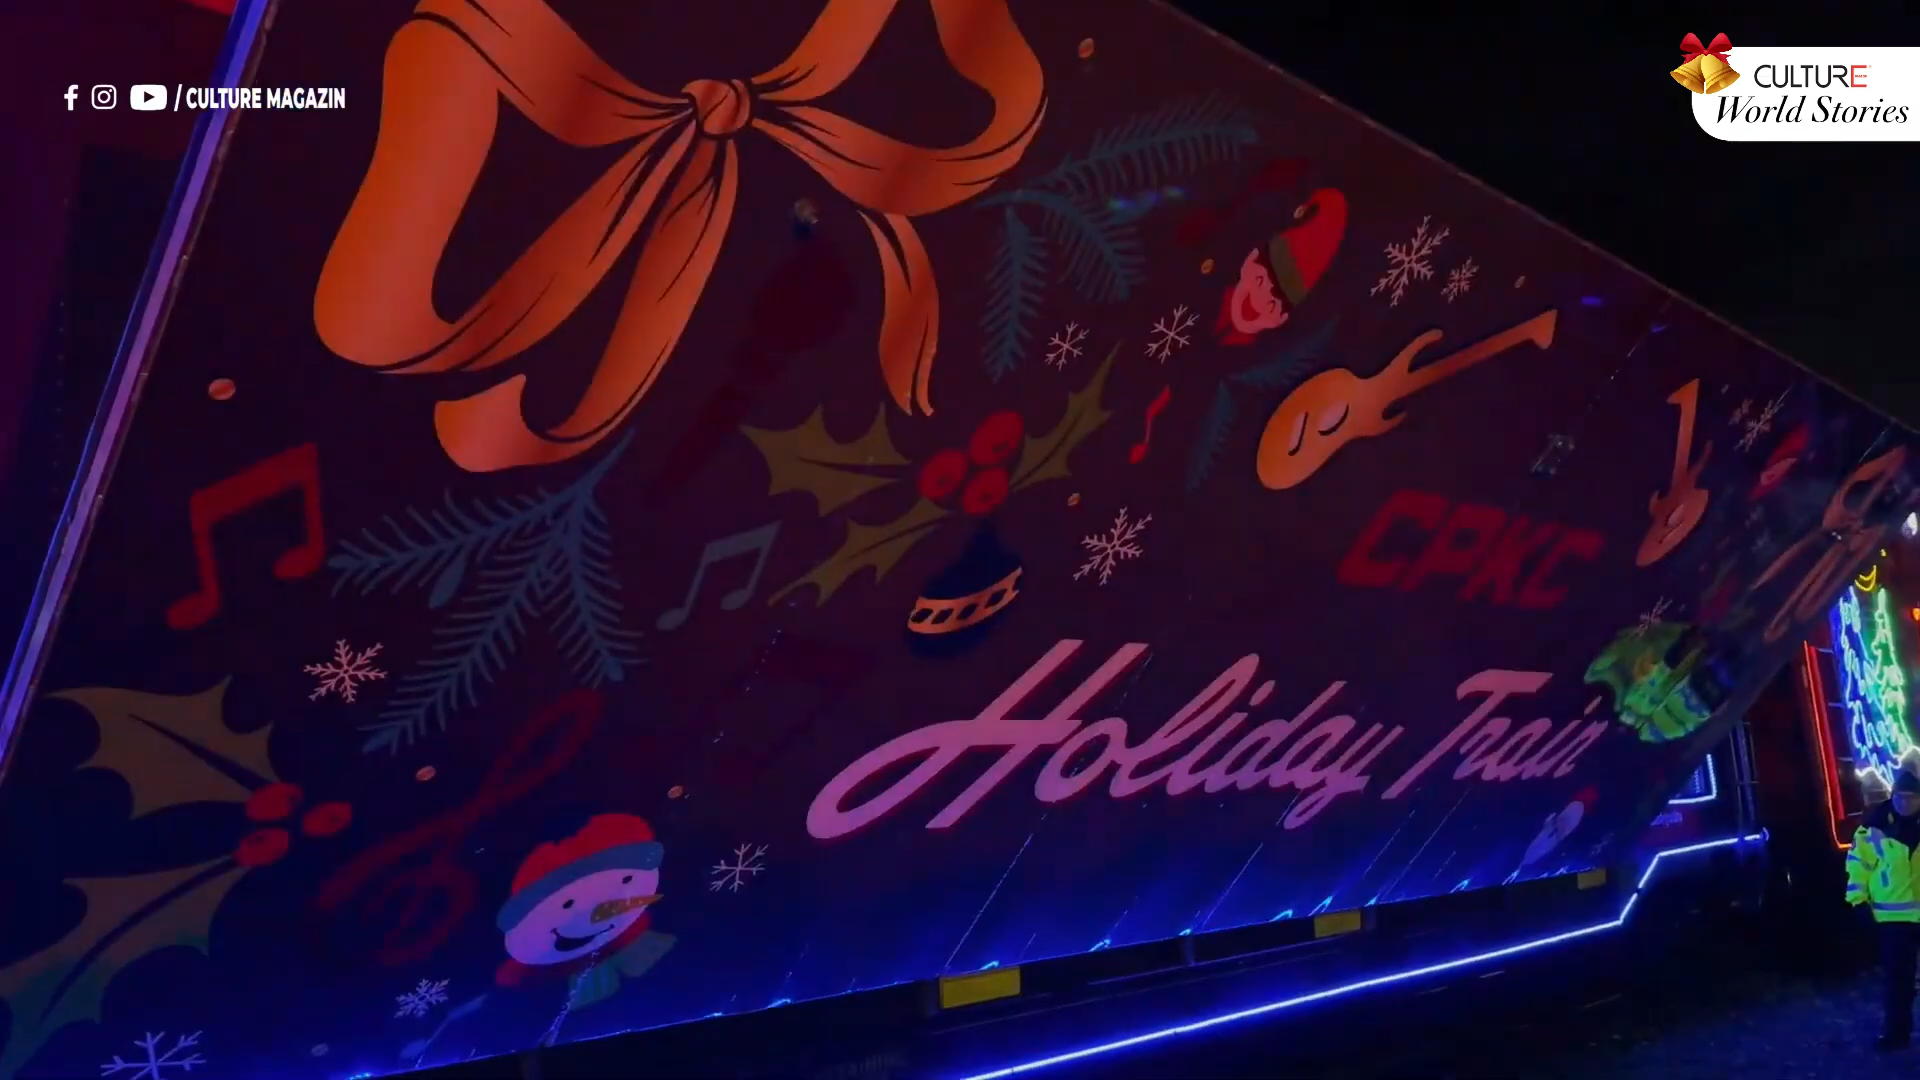 / CULTURE MAGAZIN
CULTURE
World Stories
CPKC
Holiday Train